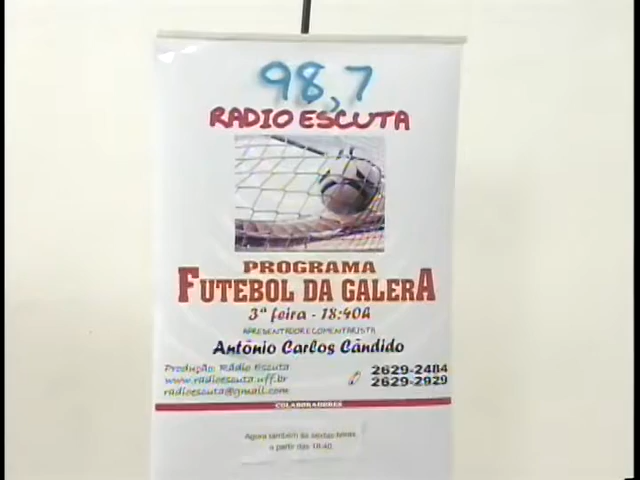 98,7
RADIO ESCUTA
PROGRAMA
FUTEBOL DA GALERA
3ª feira - 18:40h
APRESENTADOR E COMENTARISTA
Antônio Carlos Cândido
Produção: Rádio Escuta
www.radioescuta.uff.br
radioescuta@gmail.com
2629-2484
2629-2929
COLABORADORES
Agora também às sextas-feiras
a partir das 18:40